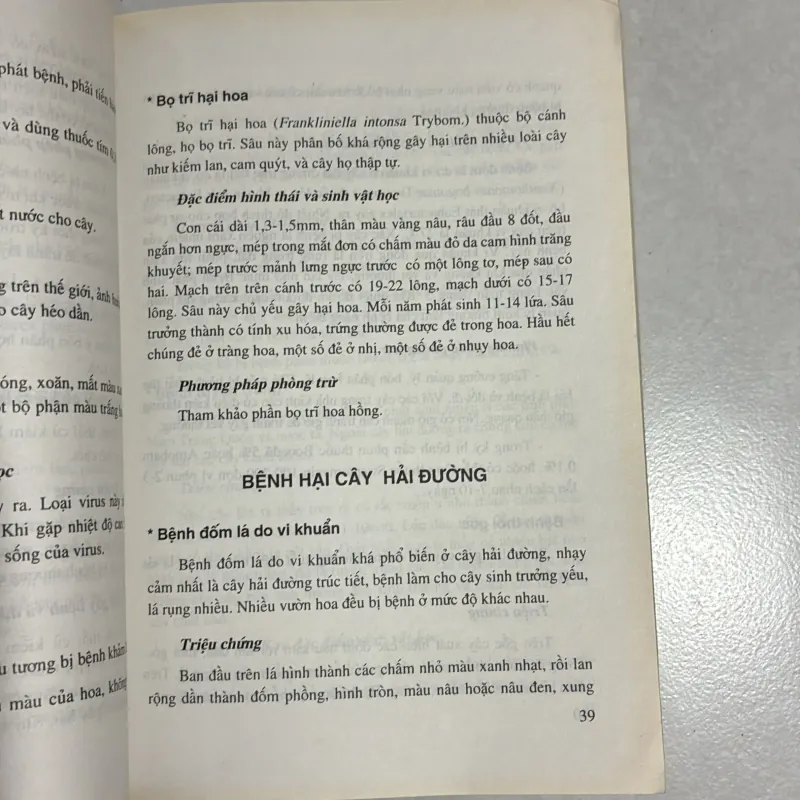 phát bệnh, phải tiến
và dùng thuốc tím
t nước cho cây.
g trên thế giới, ảnh
o cây héo dần.
óng, xoăn, mất màu
t bộ phận màu trắng
ọc
y ra. Loại virus này
Khi gặp nhiệt độ cao
sống của virus.
u tương bị bệnh khảm
màu của hoa, không
* Bọ trĩ hại hoa
Bọ trĩ hại hoa (Frankliniella intonsa Trybom.) thuộc bộ cánh
lông, họ bọ trĩ. Sâu này phân bố khá rộng gây hại trên nhiều loài cây
như kiếm lan, cam quýt, và cây họ thập tự.
Đặc điểm hình thái và sinh vật học
Con cái dài 1,3-1,5mm, thân màu vàng nâu, râu đầu 8 đốt, đầu
ngắn hơn ngực, mép trong mắt đơn có chấm màu đỏ da cam hình trăng
khuyết; mép trước mảnh lưng ngực trước có một lông tơ, mép sau có
hai. Mạch trên trên cánh trước có 19-22 lông, mạch dưới có 15-17
lông. Sâu này chủ yếu gây hại hoa. Mỗi năm phát sinh 11-14 lứa. Sâu
trưởng thành có tính xu hóa, trứng thường được đẻ trong hoa. Hầu hết
chúng đẻ ở tràng hoa, một số đẻ ở nhị, một số đẻ ở nhụy hoa.
Phương pháp phòng trừ
Tham khảo phần bọ trĩ hoa hồng.
BỆNH HẠI CÂY HẢI ĐƯỜNG
* Bệnh đốm lá do vi khuẩn
Bệnh đốm lá do vi khuẩn khá phổ biến ở cây hải đường, nhạy
cảm nhất là cây hải đường trúc tiết, bệnh làm cho cây sinh trưởng yếu,
lá rụng nhiều. Nhiều vườn hoa đều bị bệnh ở mức độ khác nhau.
Triệu chứng
Ban đầu trên lá hình thành các chấm nhỏ màu xanh nhạt, rồi lan
rộng dần thành đốm phồng, hình tròn, màu nâu hoặc nâu đen, xung
39